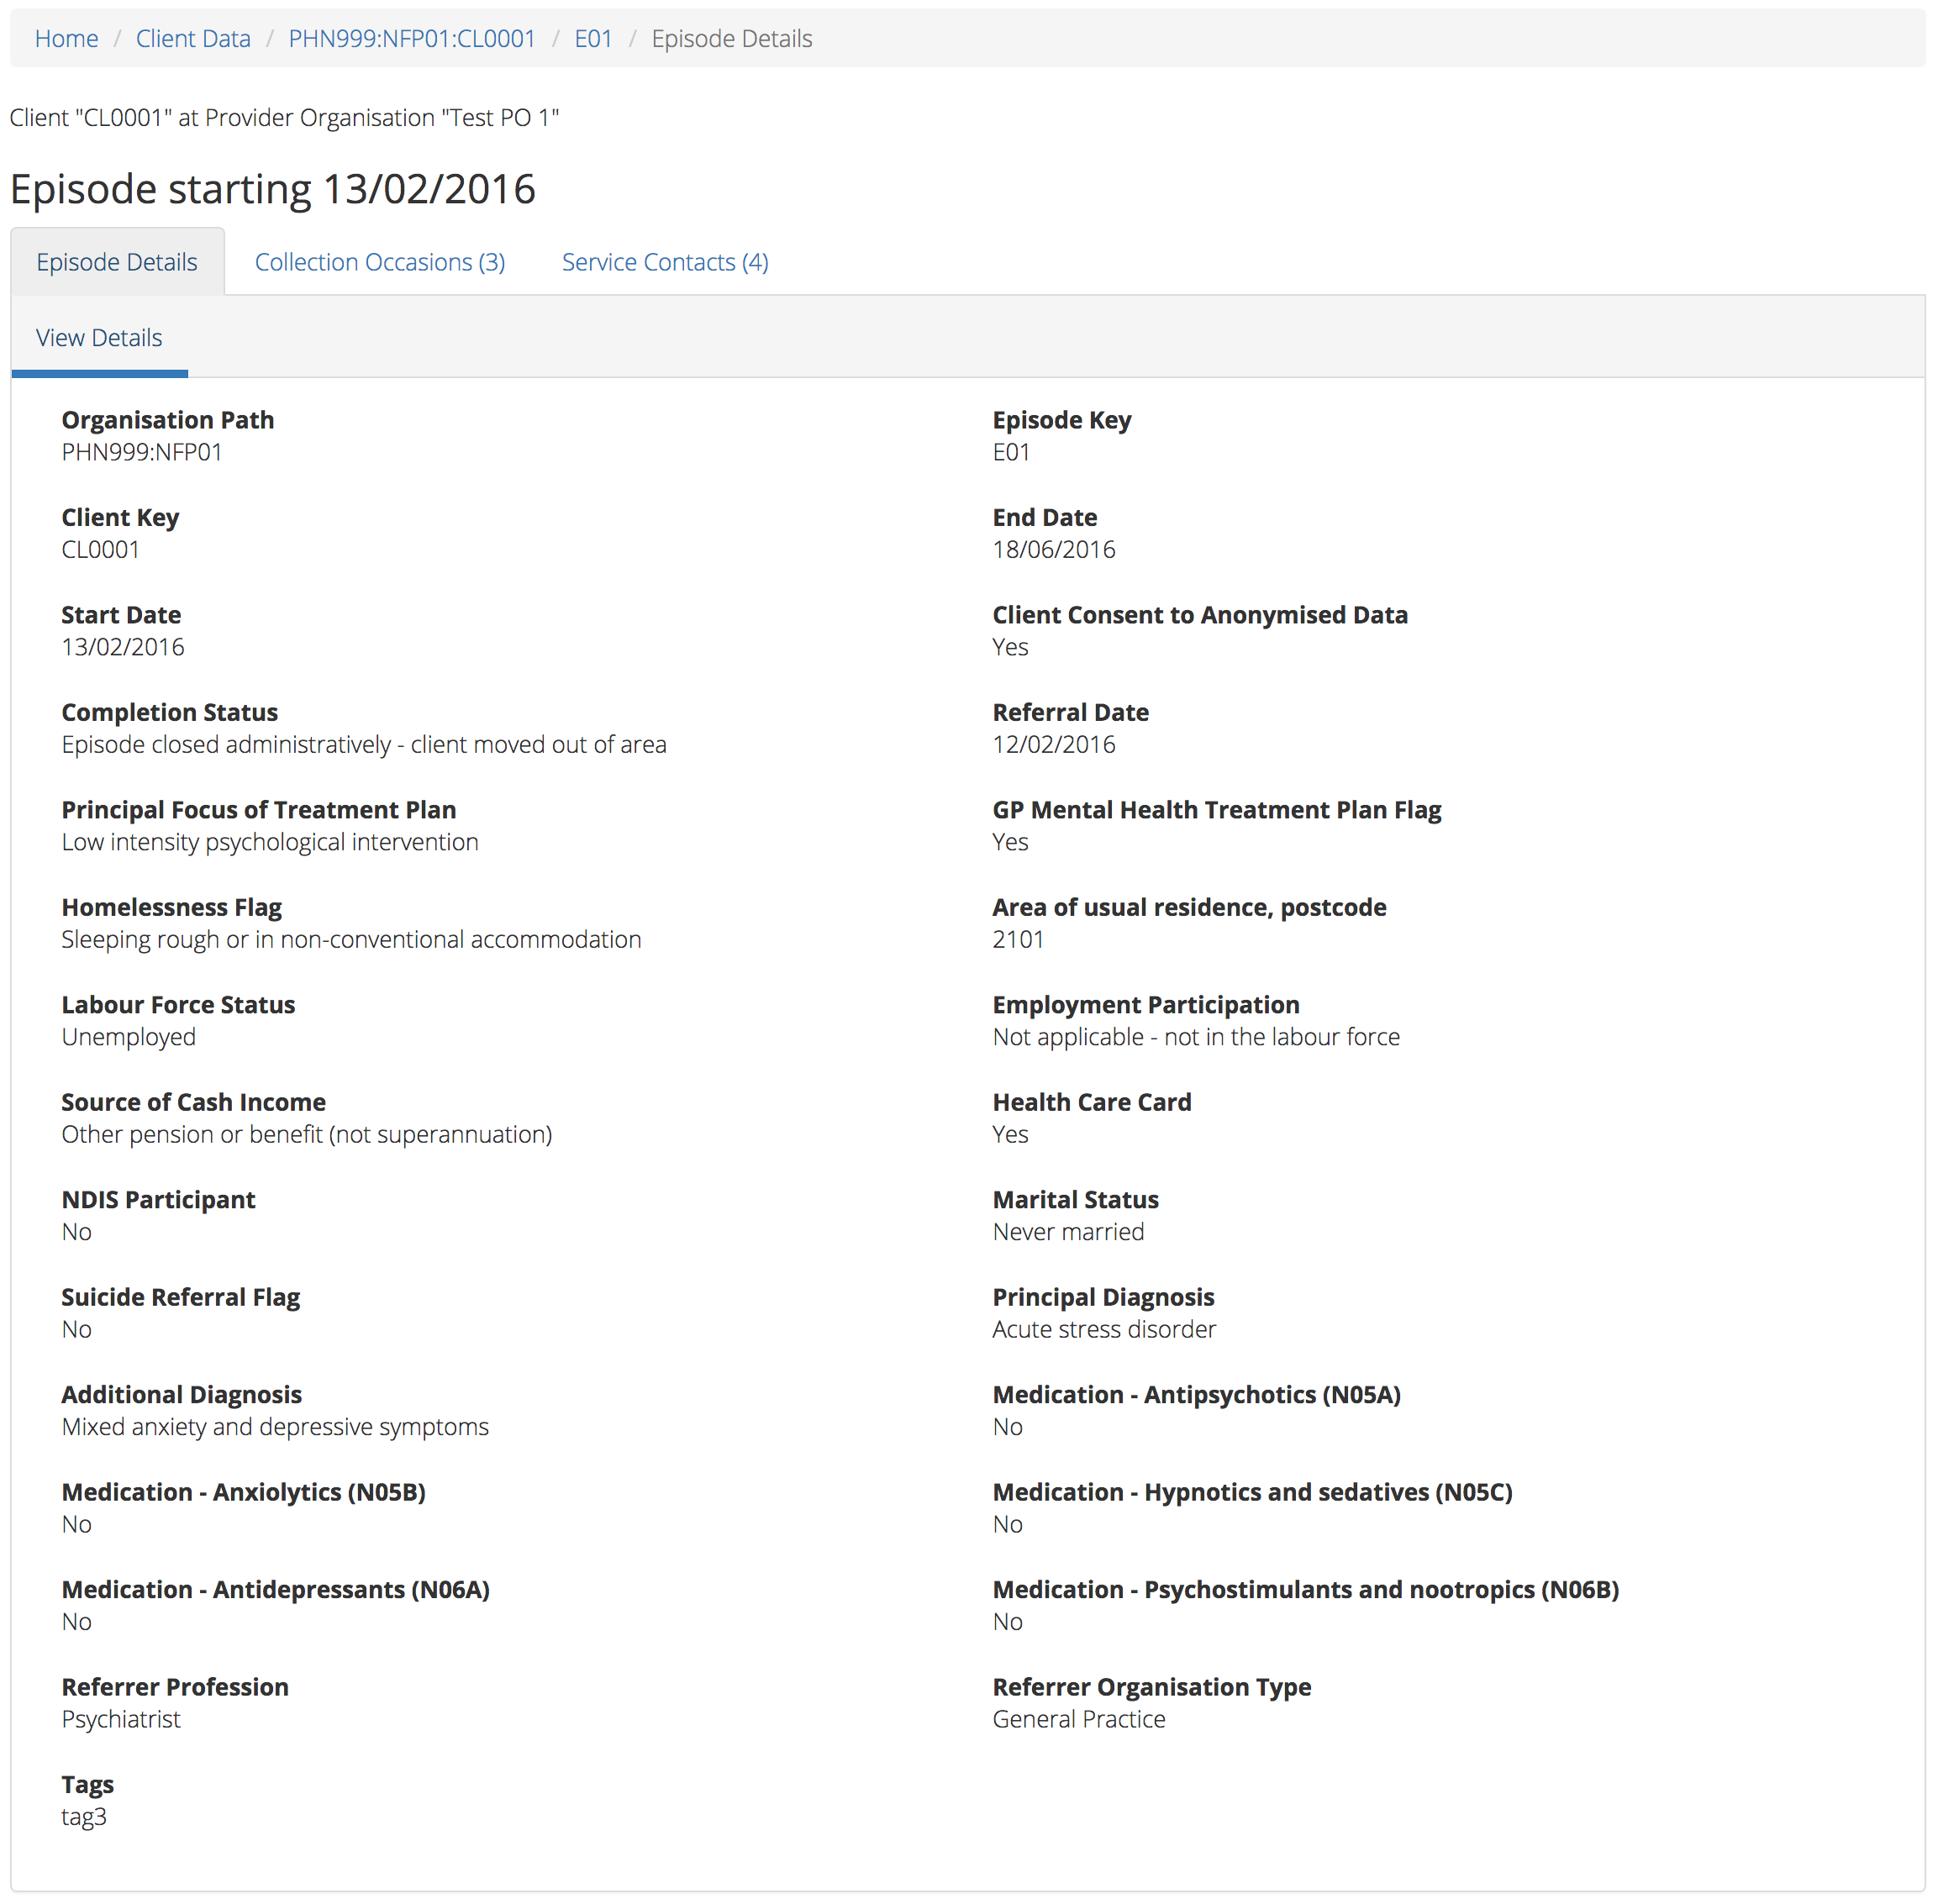 Home / Client Data / PHN999:NFP01:CL0001 / E01 / Episode Details
Client "CL0001" at Provider Organisation "Test PO 1"
Episode starting 13/02/2016
Episode Details Collection Occasions (3) Service Contacts (4)
View Details
Organisation Path
PHN999:NFP01
Episode Key
E01
Client Key
CL0001
End Date
18/06/2016
Start Date
13/02/2016
Client Consent to Anonymised Data
Yes
Completion Status
Episode closed administratively - client moved out of area
Referral Date
12/02/2016
Principal Focus of Treatment Plan
Low intensity psychological intervention
GP Mental Health Treatment Plan Flag
Yes
Homelessness Flag
Sleeping rough or in non-conventional accommodation
Area of usual residence, postcode
2101
Labour Force Status
Unemployed
Employment Participation
Not applicable - not in the labour force
Source of Cash Income
Other pension or benefit (not superannuation)
Health Care Card
Yes
NDIS Participant
No
Marital Status
Never married
Suicide Referral Flag
No
Principal Diagnosis
Acute stress disorder
Additional Diagnosis
Mixed anxiety and depressive symptoms
Medication - Antipsychotics (N05A)
No
Medication - Anxiolytics (N05B)
No
Medication - Hypnotics and sedatives (N05C)
No
Medication - Antidepressants (N06A)
No
Medication - Psychostimulants and nootropics (N06B)
No
Referrer Profession
Psychiatrist
Referrer Organisation Type
General Practice
Tags
tag3